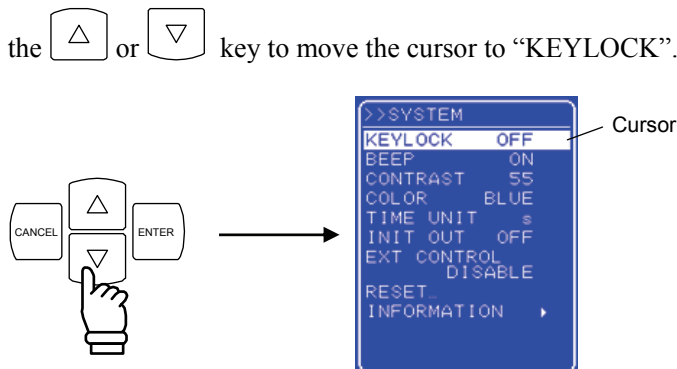 the △ or ▽ key to move the cursor to “KEYLOCK”.
>>SYSTEM
KEYLOCK OFF
Cursor
BEEP ON
CONTRAST 55
COLOR BLUE
TIME UNIT s
INIT OUT OFF
EXT CONTROL
DISABLE
RESET…
INFORMATION ▸
CANCEL
ENTER